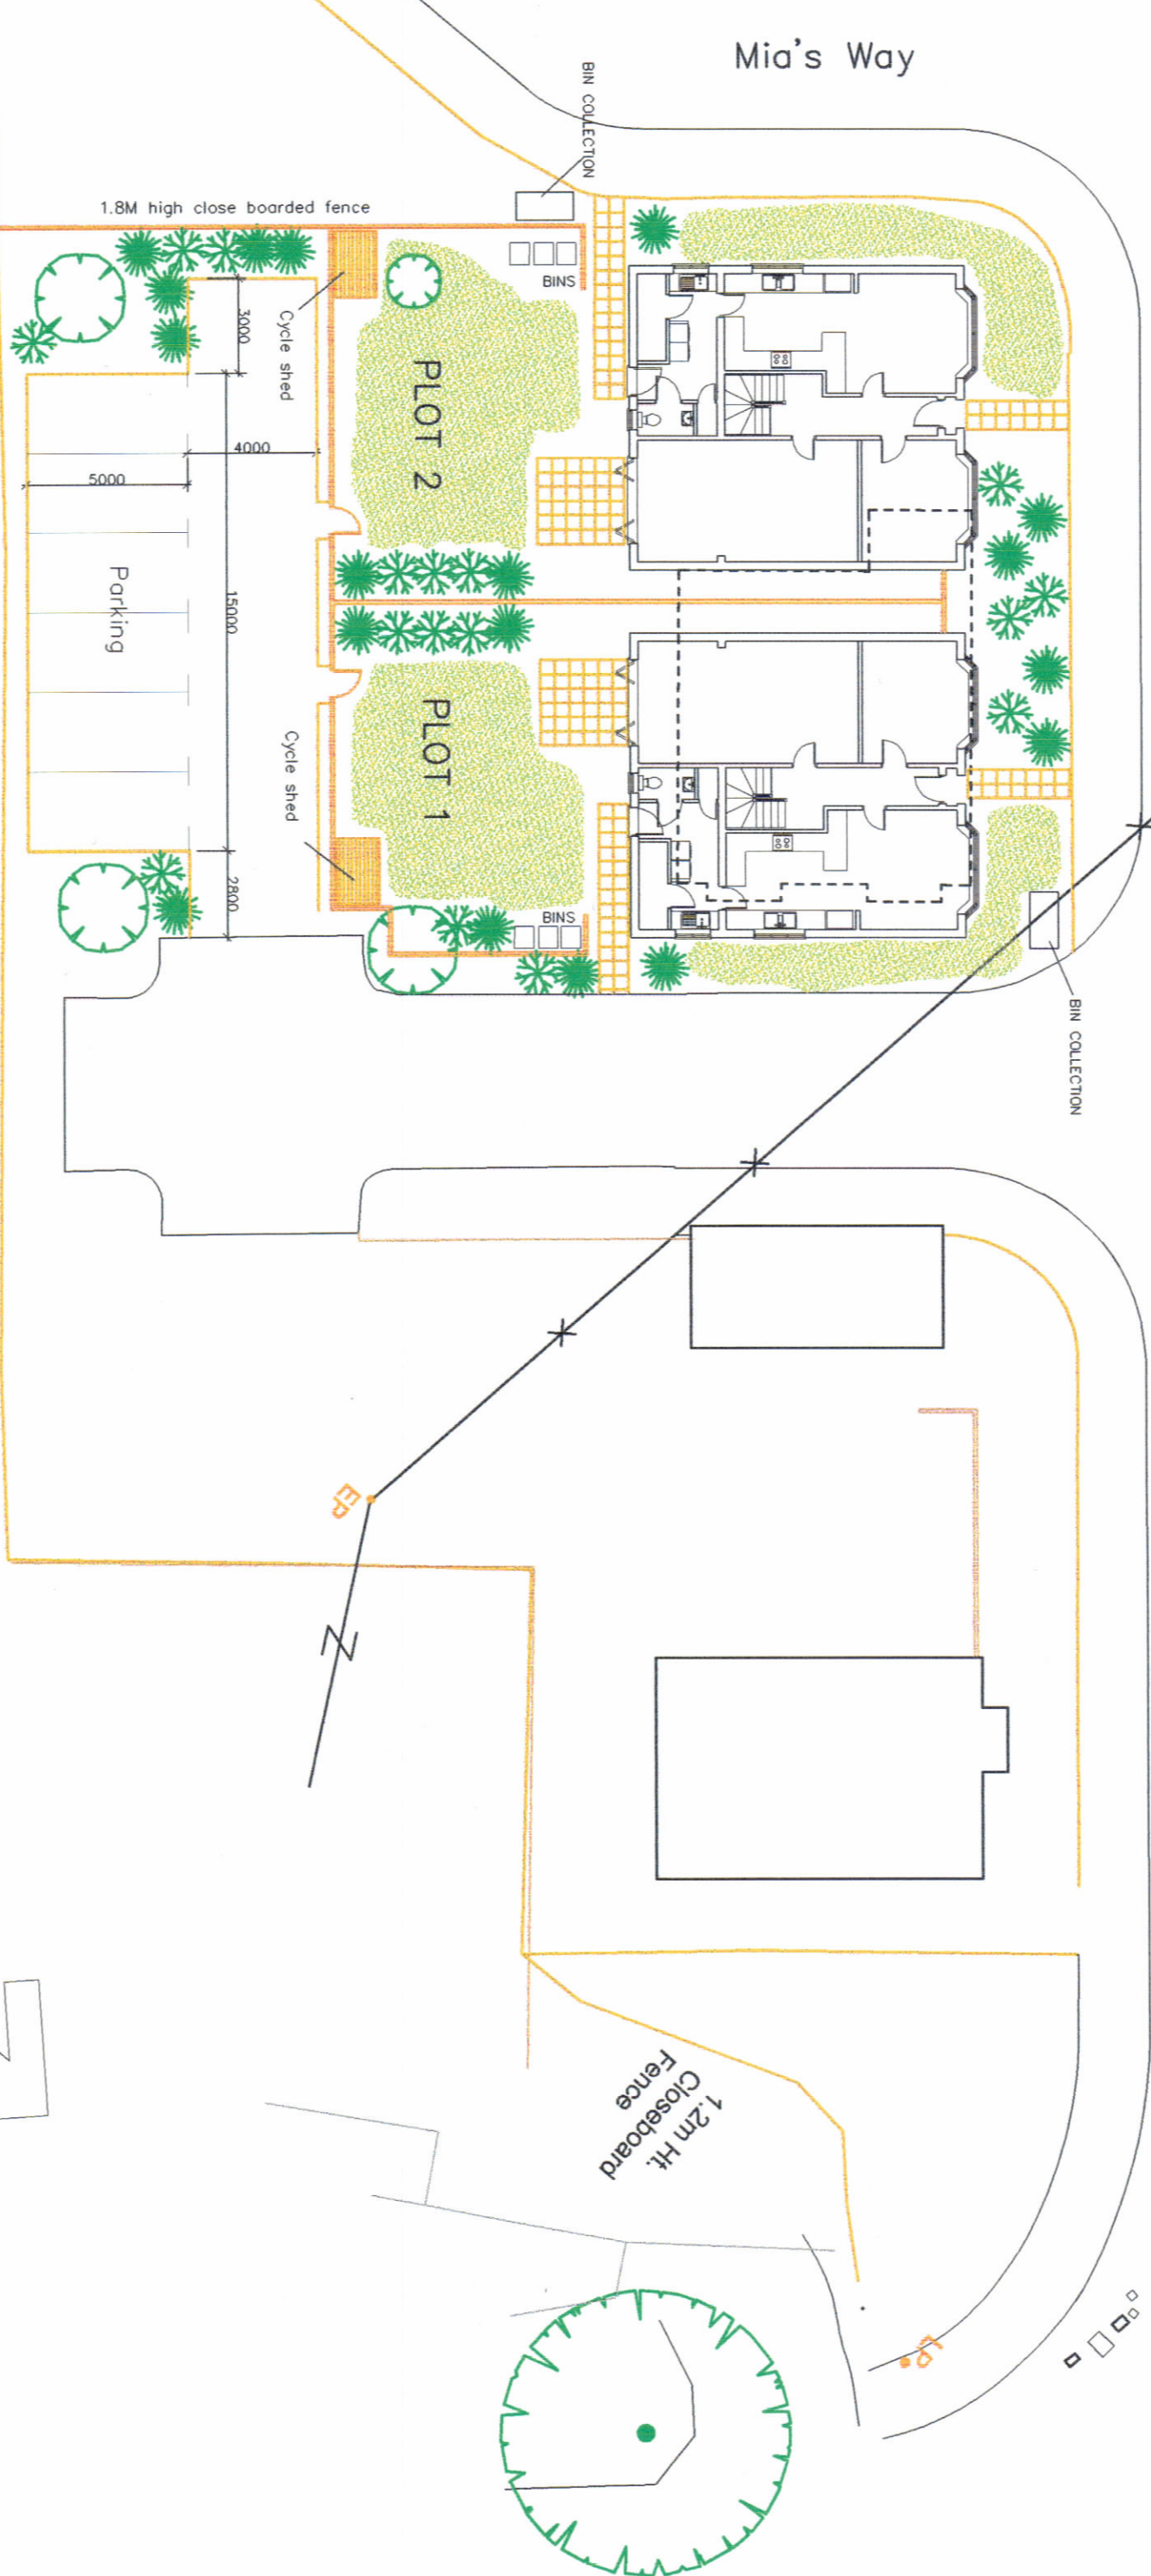 Mia's Way
BIN COLLECTION
1.8M high close boarded fence
BINS
Cycle shed
3000
PLOT 2
4000
5000
Parking
15000
PLOT 1
Cycle shed
2800
BINS
BIN COLLECTION
EP
N
1.2m Ht.
Closeboard
Fence
LP